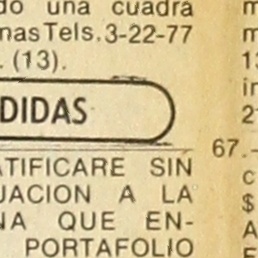 do una cuadra
nas Tels. 3-22-77
. (13).
DIDAS
ATIFICARE SIN
UACION A LA
NA QUE EN-
PORTAFOLIO
67.-
$